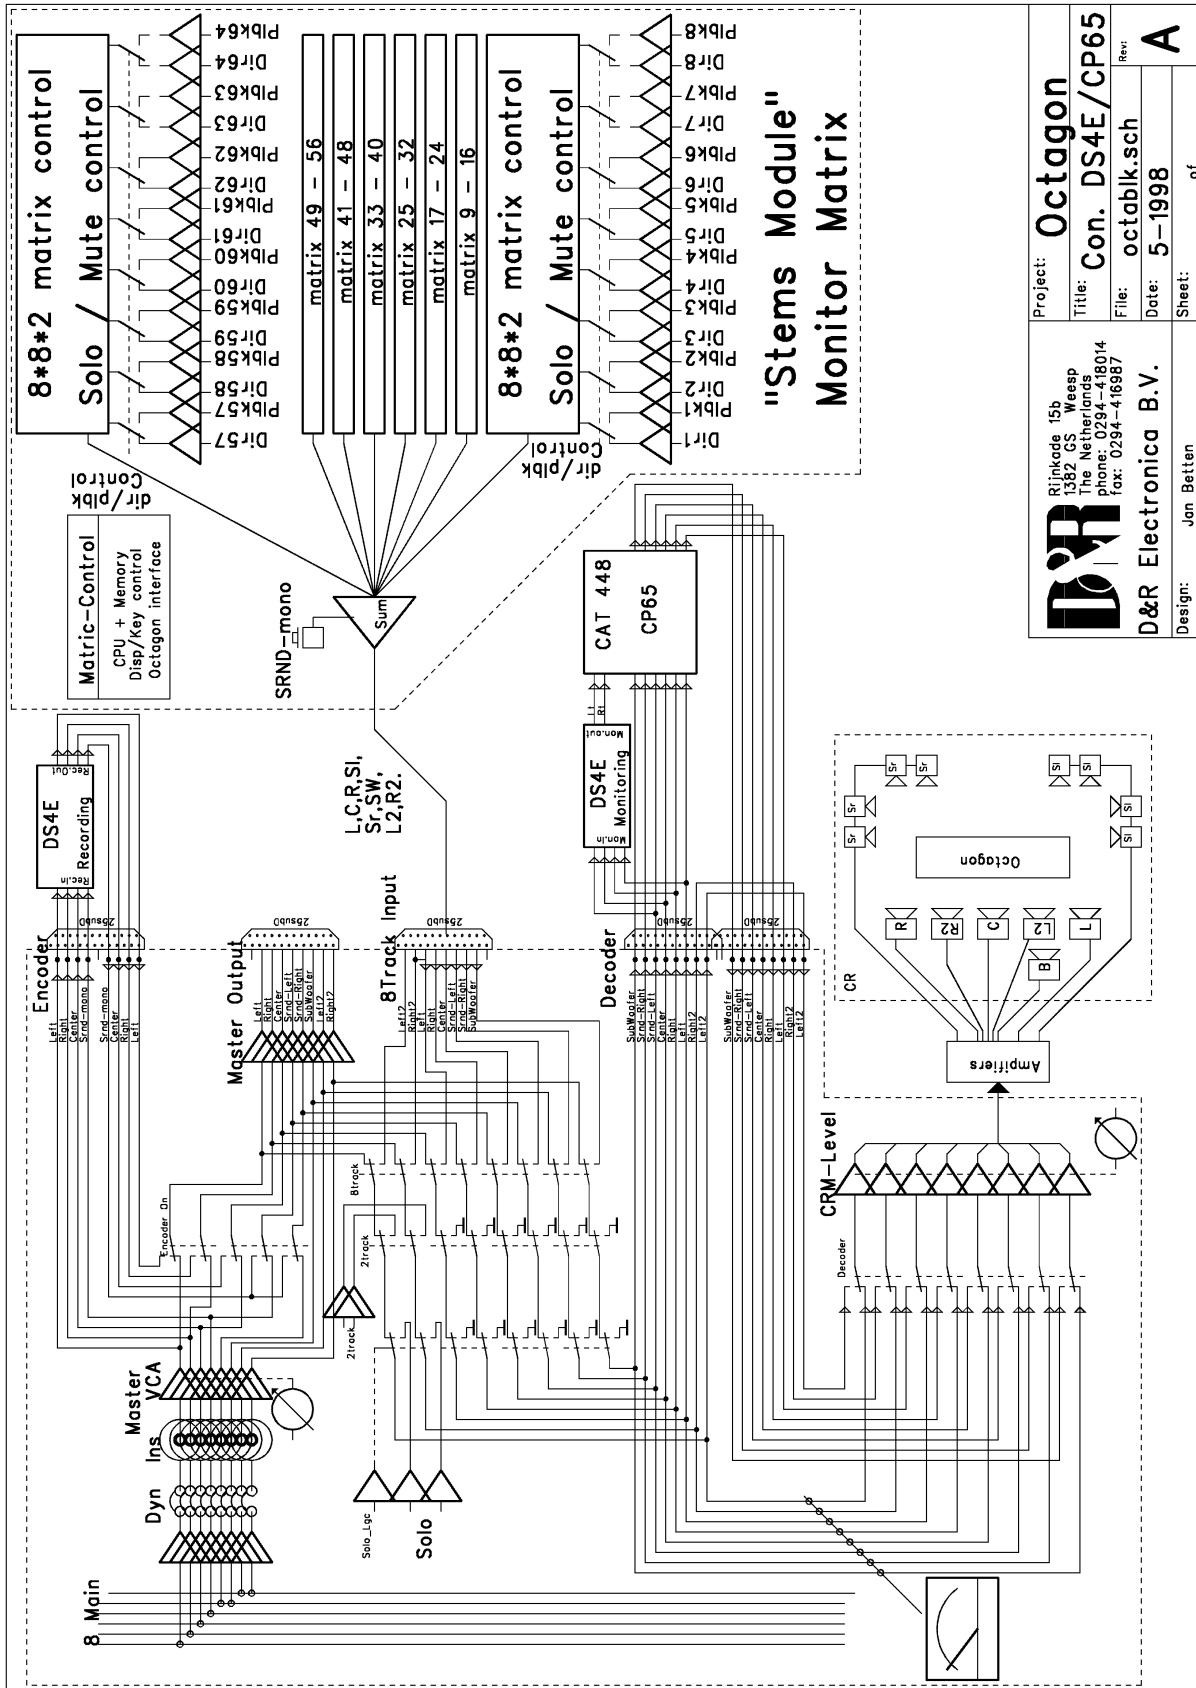 Encoder
Left
Right
Center
Srnd-mono
Srnd-mono
Center
Right
Left
25subD
DS4E
Rec.In
Recording
Rec.Out
Matric-Control
CPU + Memory
Disp/Key control
Octagon interface
8*8*2 matrix control
Solo / Mute control
dir/plbk
Control
Dir57
Plbk57
Dir58
Plbk58
Dir59
Plbk59
Dir60
Plbk60
Dir61
Plbk61
Dir62
Plbk62
Dir63
Plbk63
Dir64
Plbk64
matrix 49 - 56
matrix 41 - 48
matrix 33 - 40
matrix 25 - 32
matrix 17 - 24
matrix 9 - 16
8*8*2 matrix control
Solo / Mute control
dir/plbk
Control
Dir1
Plbk1
Dir2
Plbk2
Dir3
Plbk3
Dir4
Plbk4
Dir5
Plbk5
Dir6
Plbk6
Dir7
Plbk7
Dir8
Plbk8
"Stems Module"
Monitor Matrix
SRND-mono
Sum
L,C,R,Sl,
Sr,SW,
L2,R2.
8 Main
Dyn
Ins
Master
VCA
Encoder On
Master Output
Left
Right
Center
Srnd-Left
Srnd-Right
SubWoofer
Left2
Right2
25subD
8Track Input
Left2
Right2
Left
Right
Center
Srnd-Left
Srnd-Right
SubWoofer
25subD
8track
2track
2track
Solo_Lgc
Solo
Decoder
SubWoofer
Srnd-Right
Srnd-Left
Center
Right
Left
Right2
Left2
25subD
SubWoofer
Srnd-Right
Srnd-Left
Center
Right
Left
Right2
Left2
25subD
DS4E
Monitoring
Mon.in
Mon.out
Lt
Rt
CAT 448
CP65
CRM-Level
Decoder
Amplifiers
CR
R
R2
C
L2
L
B
Octagon
Sr
Sr
Sr
Sr
Sl
Sl
Sl
Sl
D&R
Rijnkade 15b
1382 GS Weesp
The Netherlands
phone: 0294-418014
fax: 0294-416987
D&R Electronica B.V.
Design:
Jan Betten
Project:
Octagon
Title:
Con. DS4E/CP65
File:
octablk.sch
Rev:
A
Date:
5-1998
Sheet:
of